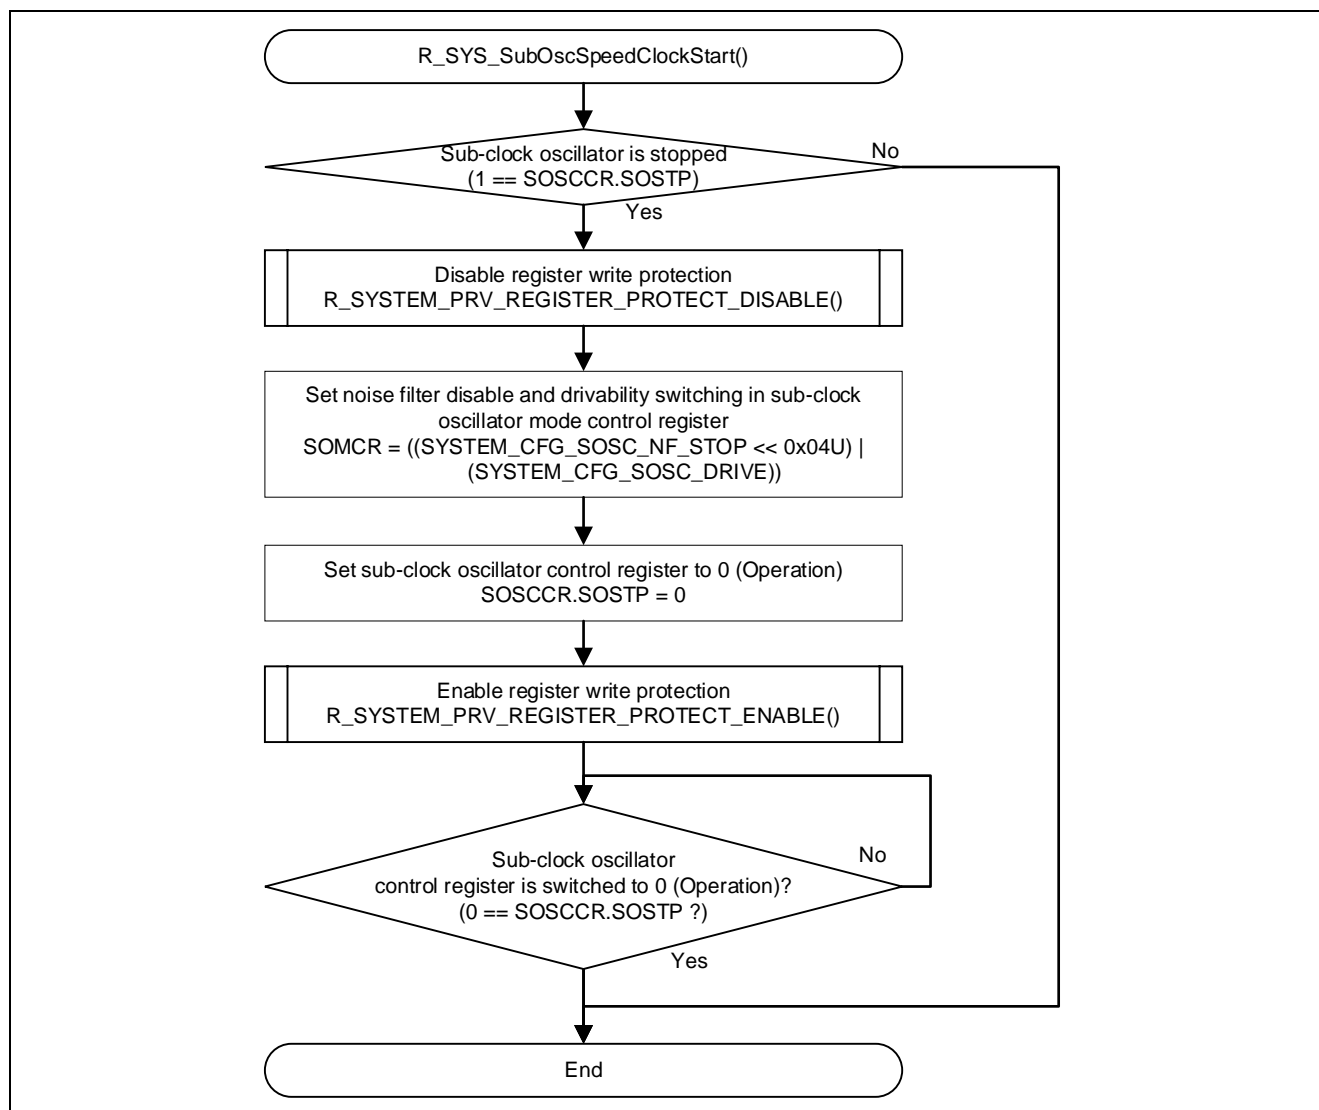 R_SYS_SubOscSpeedClockStart()
Sub-clock oscillator is stopped
(1 == SOSCCR.SOSTP)
No
Yes
Disable register write protection
R_SYSTEM_PRV_REGISTER_PROTECT_DISABLE()
Set noise filter disable and drivability switching in sub-clock
oscillator mode control register
SOMCR = ((SYSTEM_CFG_SOSC_NF_STOP << 0x04U) |
(SYSTEM_CFG_SOSC_DRIVE))
Set sub-clock oscillator control register to 0 (Operation)
SOSCCR.SOSTP = 0
Enable register write protection
R_SYSTEM_PRV_REGISTER_PROTECT_ENABLE()
Sub-clock oscillator
control register is switched to 0 (Operation)?
(0 == SOSCCR.SOSTP ?)
No
Yes
End